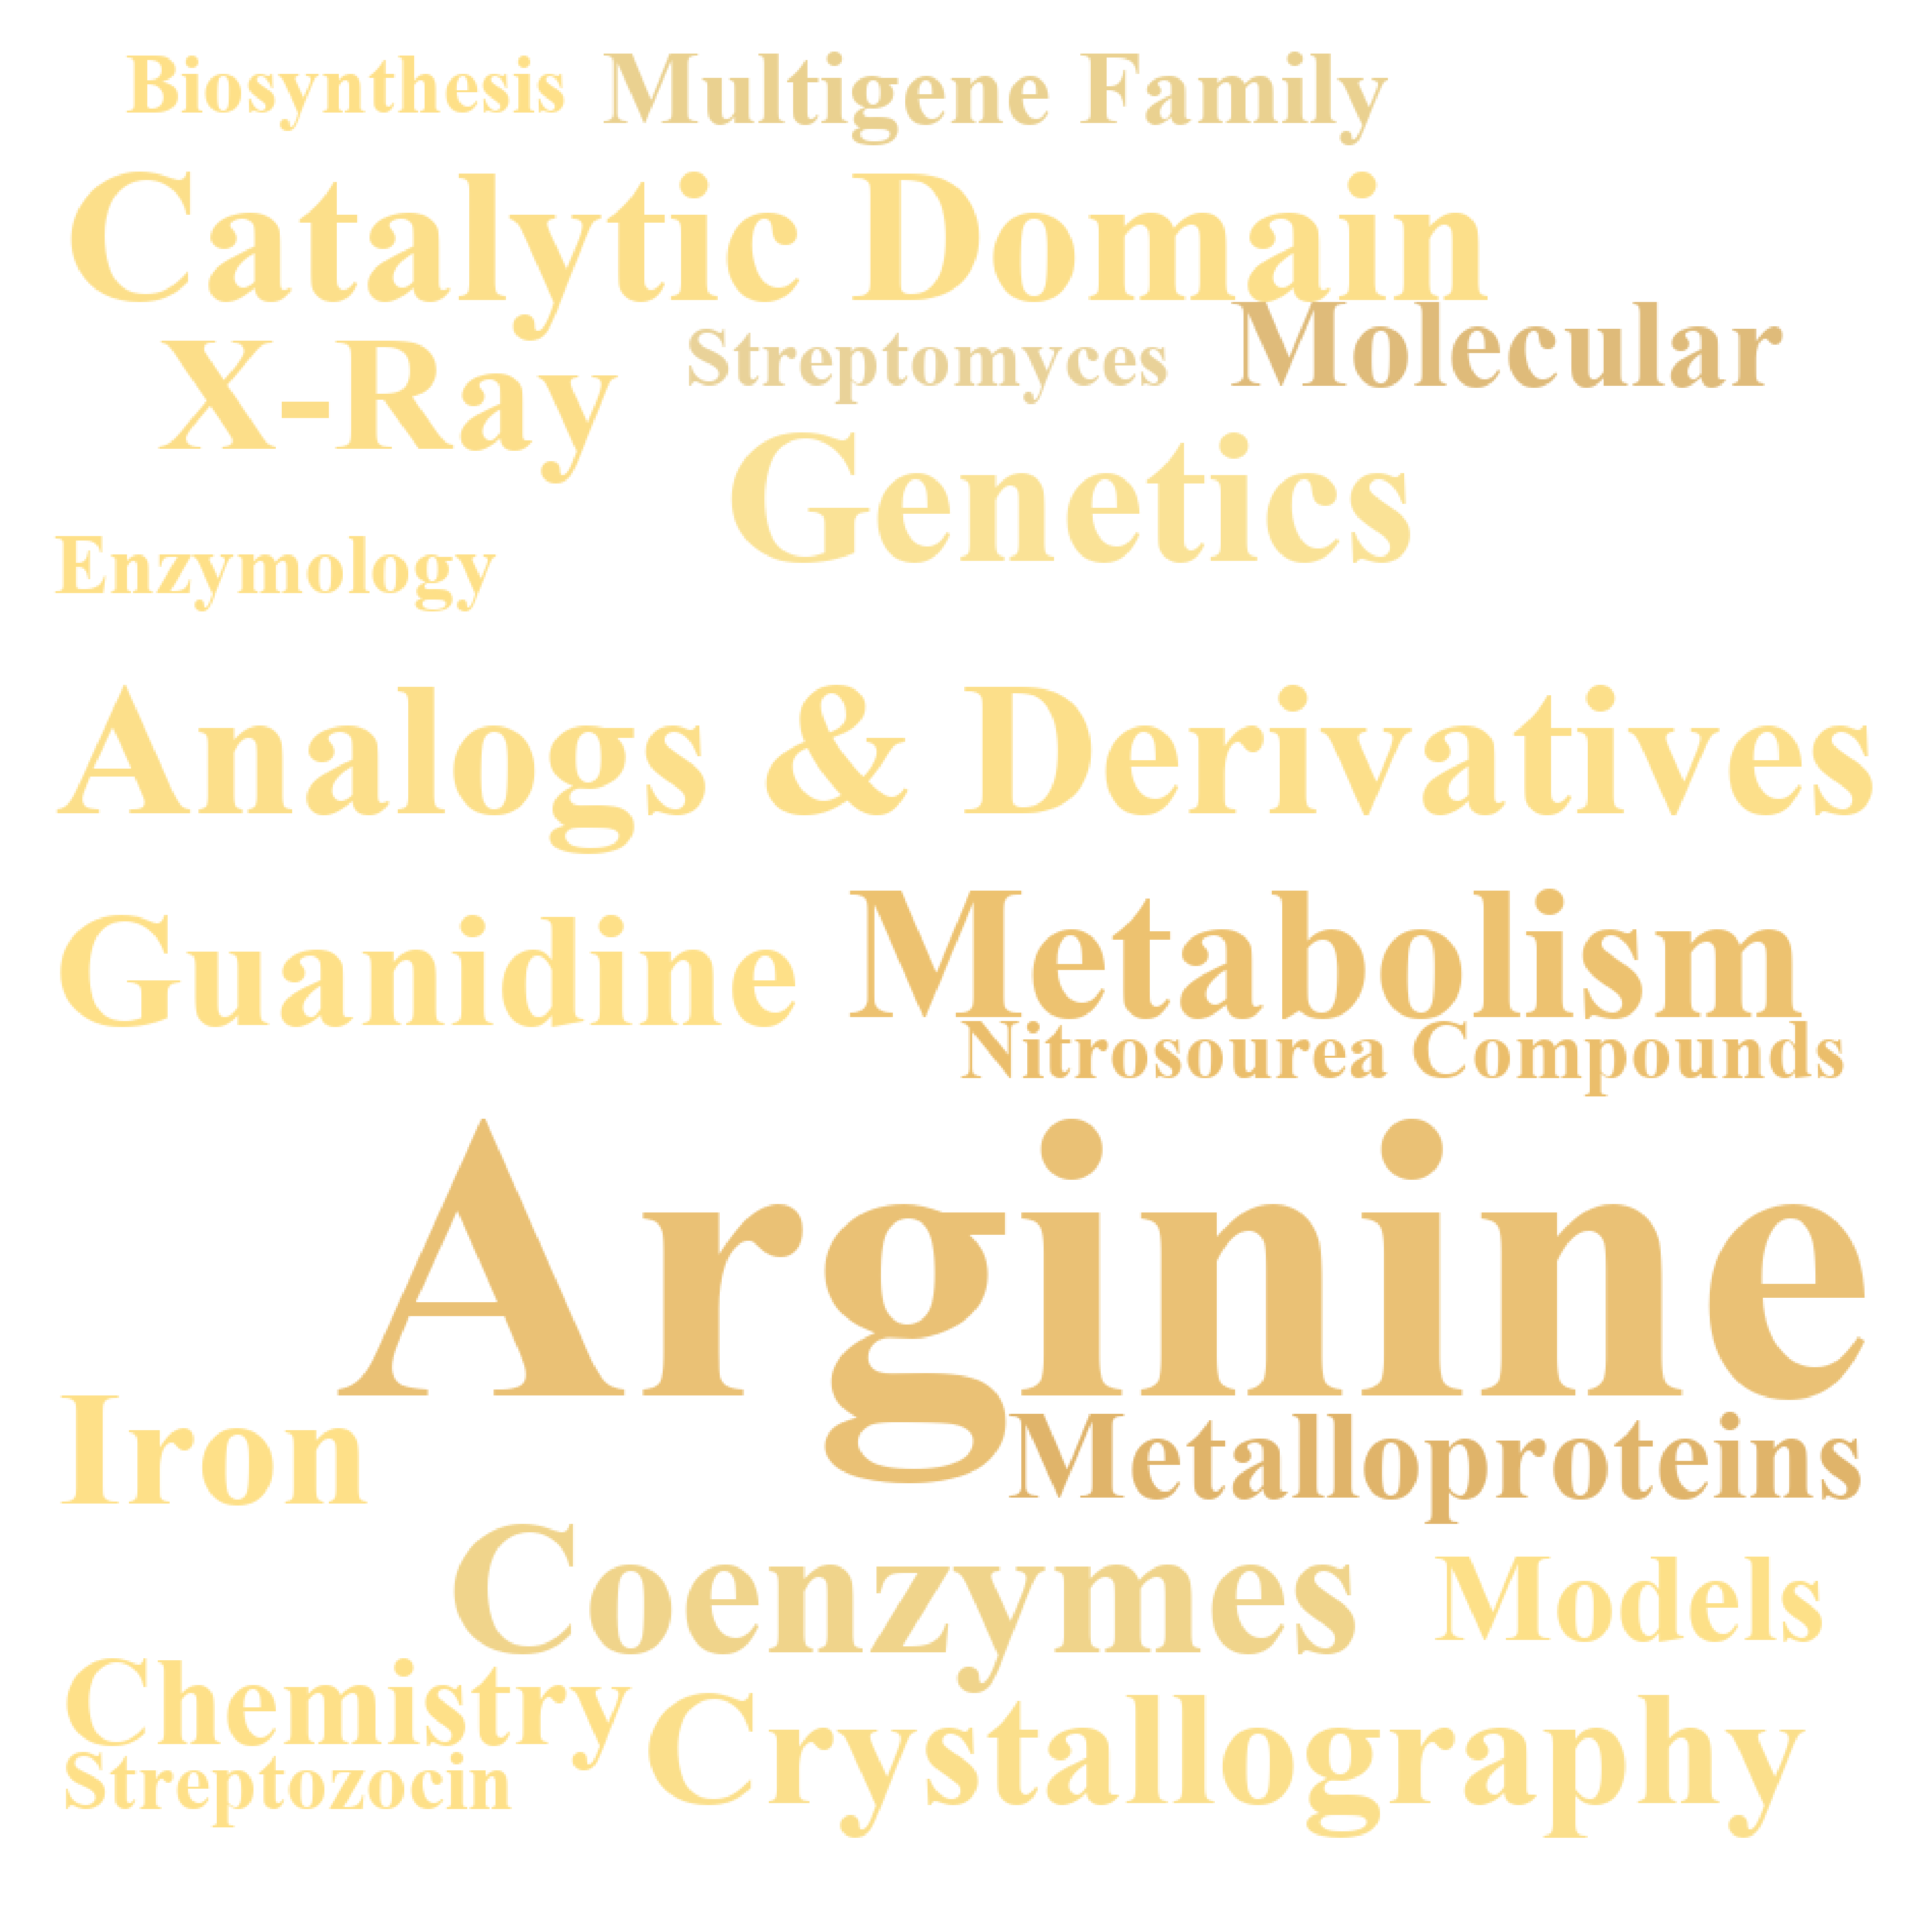 Biosynthesis Multigene Family
Catalytic Domain
X-Ray Streptomyces Molecular
Genetics
Enzymology
Analogs & Derivatives
Guanidine Metabolism
Nitrosourea Compounds
Arginine
Iron Metalloproteins
Coenzymes Models
Chemistry Crystallography
Streptozocin